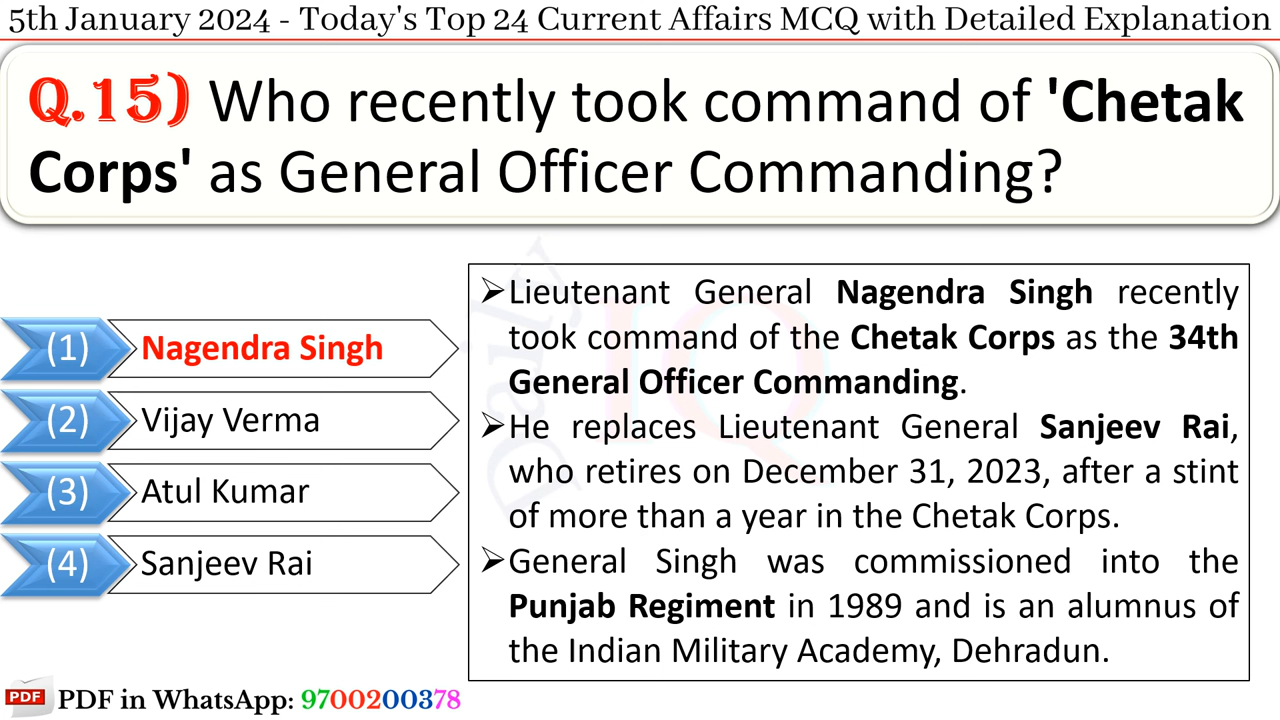 5th January 2024 - Today's Top 24 Current Affairs MCQ with Detailed Explanation
Q.15) Who recently took command of 'Chetak
Corps' as General Officer Commanding?
(1) Nagendra Singh
(2) Vijay Verma
(3) Atul Kumar
(4) Sanjeev Rai
➢Lieutenant General Nagendra Singh recently
took command of the Chetak Corps as the 34th
General Officer Commanding.
➢He replaces Lieutenant General Sanjeev Rai,
who retires on December 31, 2023, after a stint
of more than a year in the Chetak Corps.
➢General Singh was commissioned into the
Punjab Regiment in 1989 and is an alumnus of
the Indian Military Academy, Dehradun.
Daily
IQ
PDF PDF in WhatsApp: 9700200378